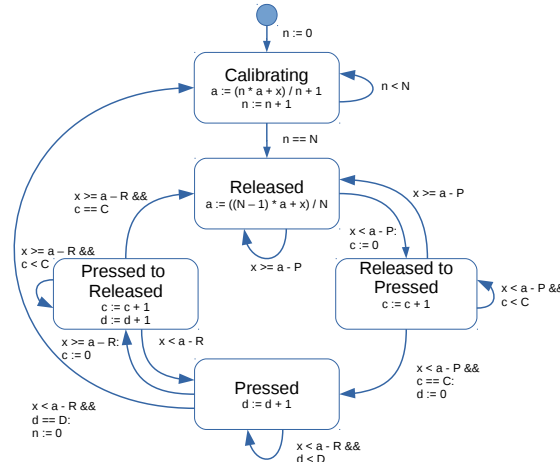 n := 0
Calibrating
a := (n * a + x) / n + 1
n := n + 1
n < N
n == N
Released
a := ((N – 1) * a + x) / N
x >= a – R &&
c == C
x >= a - P
x < a - P:
c := 0
x >= a - P
x >= a – R &&
c < C
Pressed to
Released
c := c + 1
d := d + 1
Released to
Pressed
c := c + 1
x < a - P &&
c < C
x >= a – R:
c := 0
x < a - R
x < a - P &&
c == C:
d := 0
Pressed
d := d + 1
x < a - R &&
d == D:
n := 0
x < a - R &&
d < D